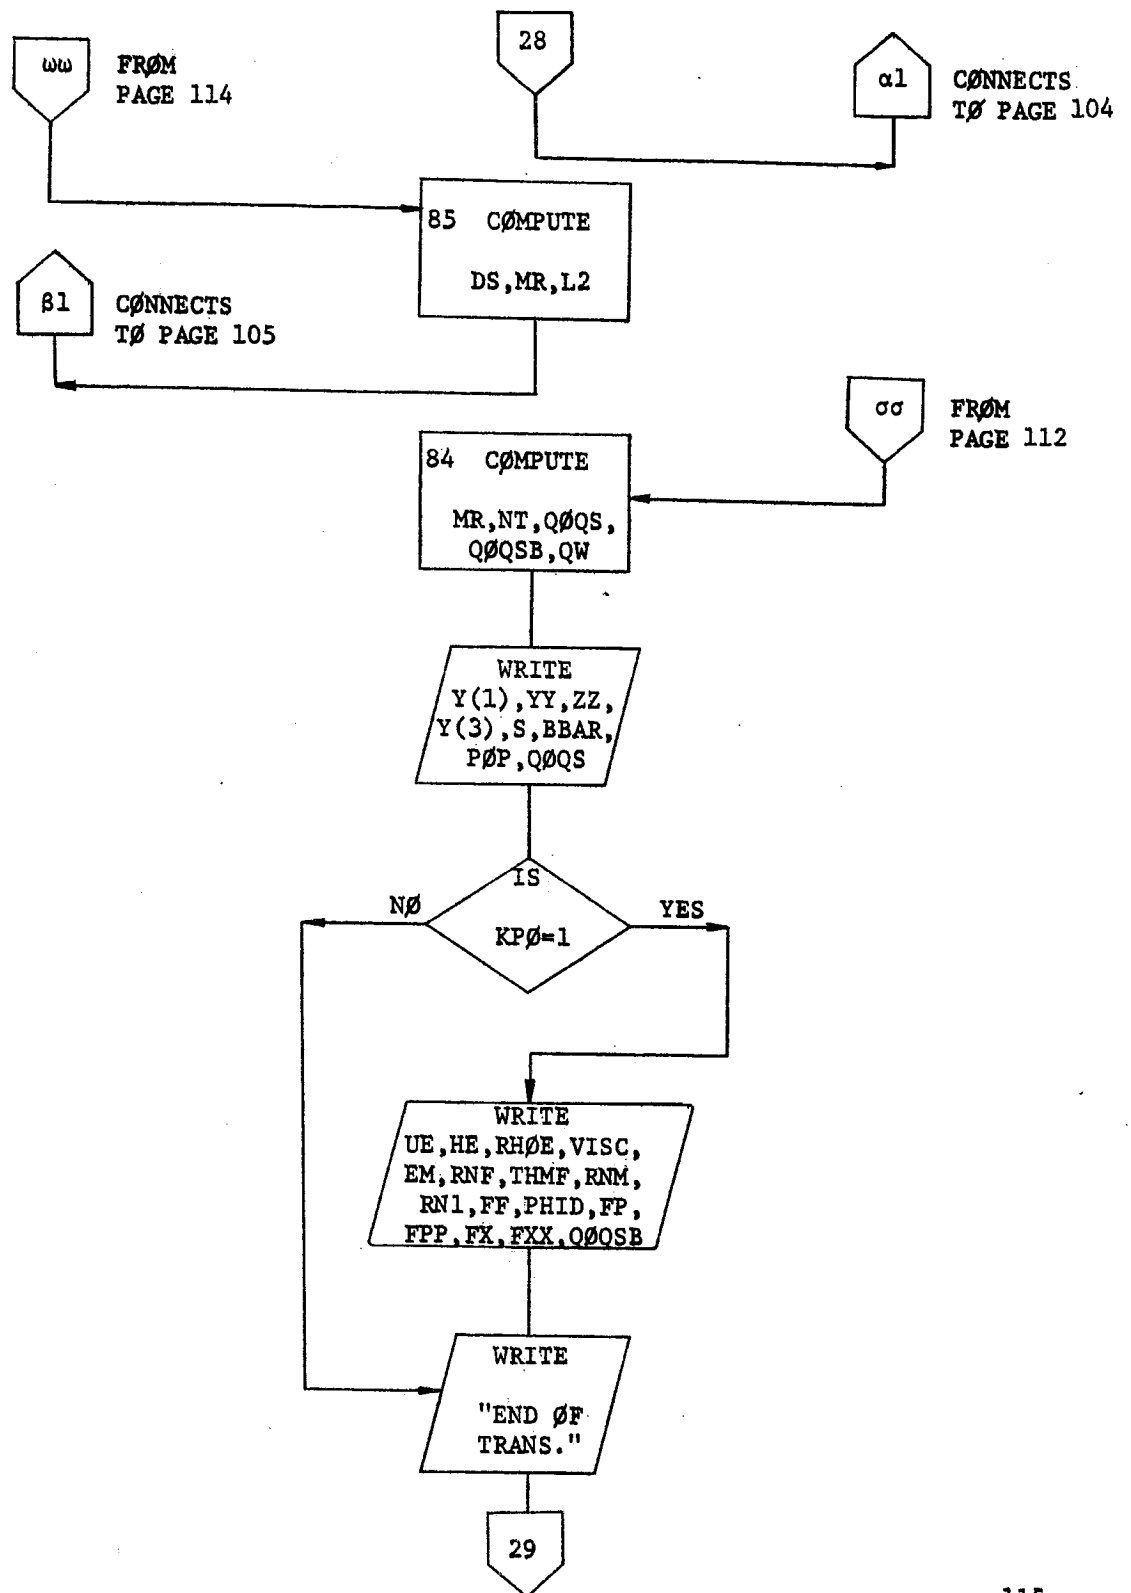 28
ωω
FRØM
PAGE 114
α1
CØNNECTS
TØ PAGE 104
85 CØMPUTE
DS,MR,L2
β1
CØNNECTS
TØ PAGE 105
σσ
FRØM
PAGE 112
84 CØMPUTE
MR,NT,QØQS,
QØQSB,QW
WRITE
Y(1),YY,ZZ,
Y(3),S,BBAR,
PØP,QØQS
IS
KPØ=1
NØ
YES
WRITE
UE,HE,RHØE,VISC,
EM,RNF,THMF,RNM,
RN1,FF,PHID,FP,
FPP,FX,FXX,QØQSB
WRITE
"END ØF
TRANS."
29